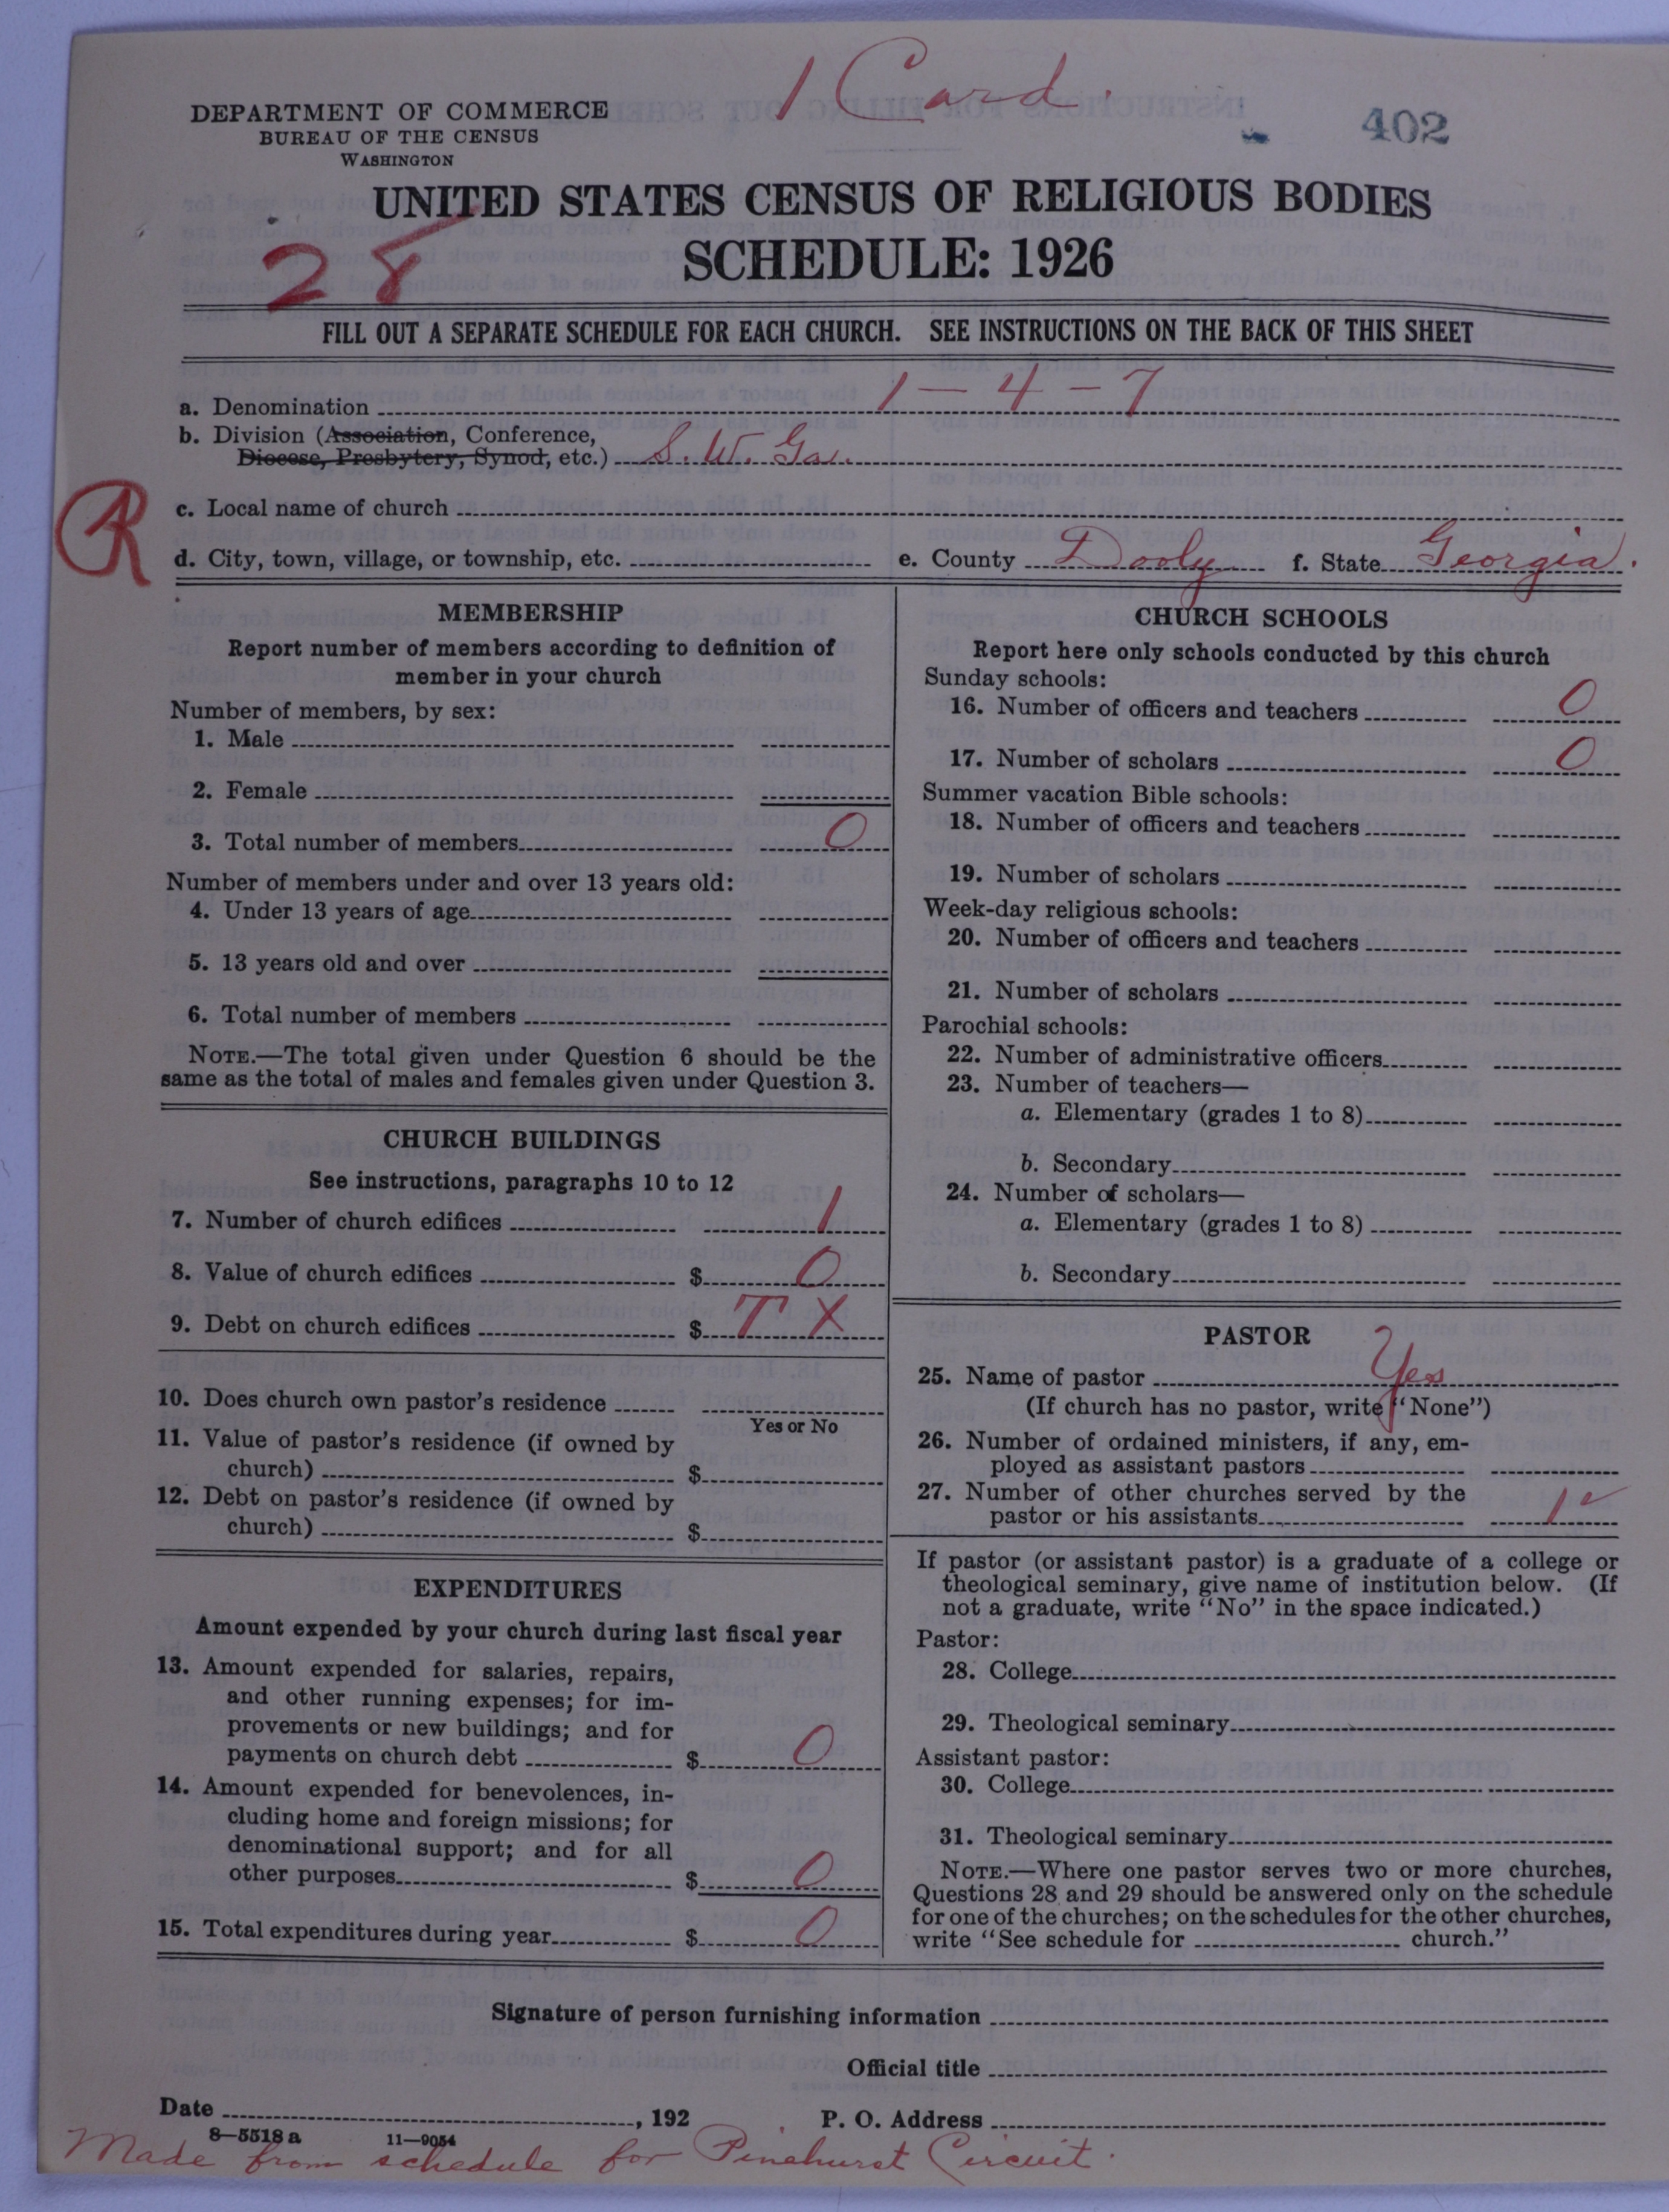 1 Card.
402
DEPARTMENT OF COMMERCE
BUREAU OF THE CENSUS
WASHINGTON
UNITED STATES CENSUS OF RELIGIOUS BODIES
SCHEDULE: 1926
28
FILL OUT A SEPARATE SCHEDULE FOR EACH CHURCH. SEE INSTRUCTIONS ON THE BACK OF THIS SHEET
a. Denomination 1 — 4 — 7
b. Division (Association, Conference,
Diocese, Presbytery, Synod, etc.) S. W. Ga.
R
c. Local name of church
d. City, town, village, or township, etc. e. County Dooly f. State Georgia.
MEMBERSHIP
Report number of members according to definition of
member in your church
Number of members, by sex:
1. Male
2. Female
3. Total number of members 0
Number of members under and over 13 years old:
4. Under 13 years of age
5. 13 years old and over
6. Total number of members
NOTE.—The total given under Question 6 should be the
same as the total of males and females given under Question 3.
CHURCH BUILDINGS
See instructions, paragraphs 10 to 12
7. Number of church edifices 1
8. Value of church edifices $ 0
9. Debt on church edifices $ T X
10. Does church own pastor's residence
Yes or No
11. Value of pastor's residence (if owned by
church) $
12. Debt on pastor's residence (if owned by
church) $
EXPENDITURES
Amount expended by your church during last fiscal year
13. Amount expended for salaries, repairs,
and other running expenses; for im-
provements or new buildings; and for
payments on church debt $ 0
14. Amount expended for benevolences, in-
cluding home and foreign missions; for
denominational support; and for all
other purposes $ 0
15. Total expenditures during year $ 0
CHURCH SCHOOLS
Report here only schools conducted by this church
Sunday schools:
16. Number of officers and teachers 0
17. Number of scholars 0
Summer vacation Bible schools:
18. Number of officers and teachers
19. Number of scholars
Week-day religious schools:
20. Number of officers and teachers
21. Number of scholars
Parochial schools:
22. Number of administrative officers
23. Number of teachers—
a. Elementary (grades 1 to 8)
b. Secondary
24. Number of scholars—
a. Elementary (grades 1 to 8)
b. Secondary
PASTOR
25. Name of pastor Yes
(If church has no pastor, write "None")
26. Number of ordained ministers, if any, em-
ployed as assistant pastors
27. Number of other churches served by the
pastor or his assistants 1 ✓
If pastor (or assistant pastor) is a graduate of a college or
theological seminary, give name of institution below. (If
not a graduate, write "No" in the space indicated.)
Pastor:
28. College
29. Theological seminary
Assistant pastor:
30. College
31. Theological seminary
NOTE.—Where one pastor serves two or more churches,
Questions 28 and 29 should be answered only on the schedule
for one of the churches; on the schedules for the other churches,
write "See schedule for church."
Signature of person furnishing information
Official title
Date , 192 P. O. Address
8—5518 a 11—9054
Made from schedule for Pinehurst Circuit.